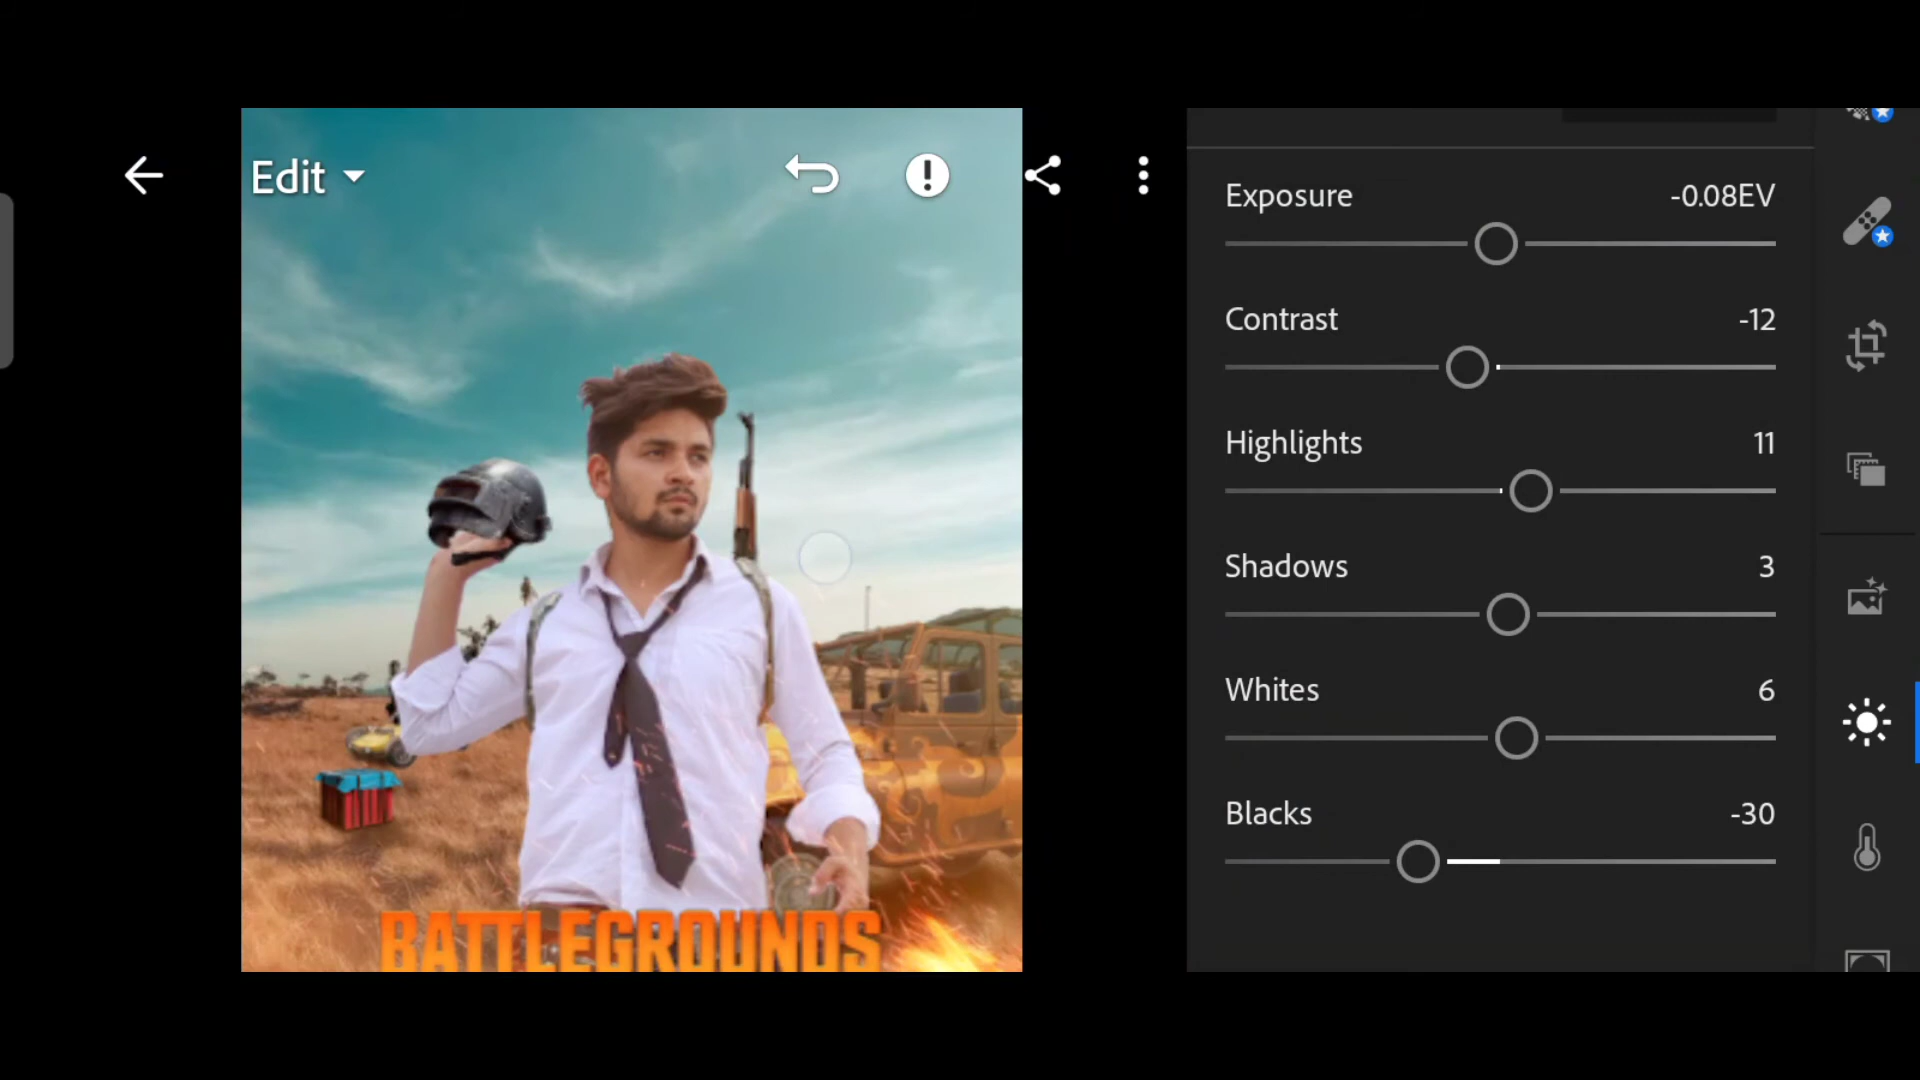 Edit
Exposure -0.08EV
Contrast -12
Highlights 11
Shadows 3
Whites 6
Blacks -30
BATTLEGROUNDS